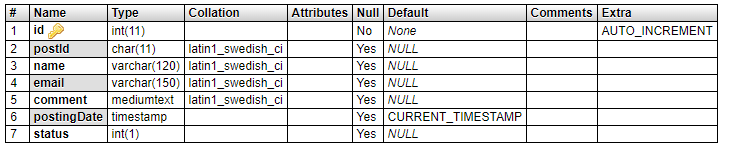 # Name Type Collation Attributes Null Default Comments Extra
1 id int(11) No None AUTO_INCREMENT
2 postId char(11) latin1_swedish_ci Yes NULL
3 name varchar(120) latin1_swedish_ci Yes NULL
4 email varchar(150) latin1_swedish_ci Yes NULL
5 comment mediumtext latin1_swedish_ci Yes NULL
6 postingDate timestamp Yes CURRENT_TIMESTAMP
7 status int(1) Yes NULL